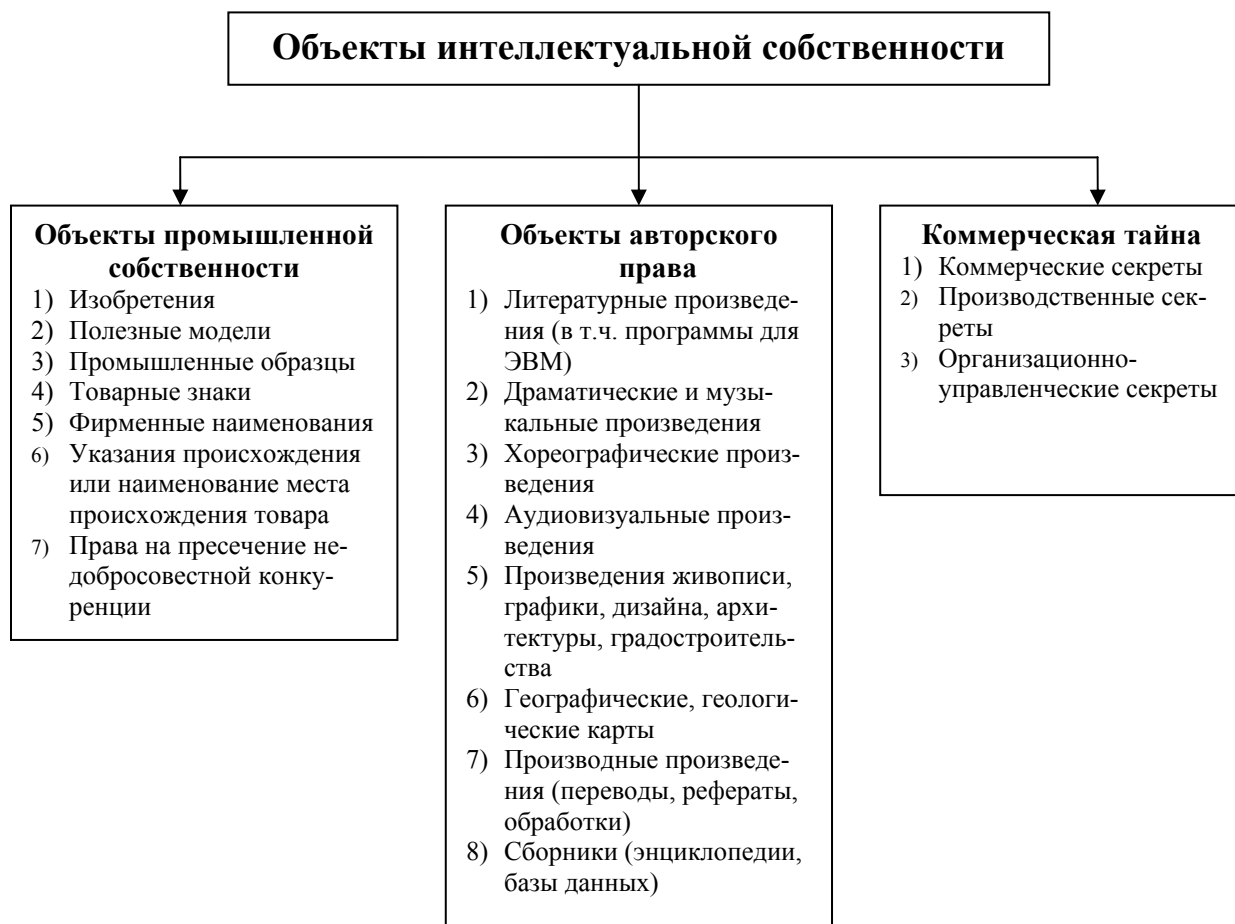 Объекты интеллектуальной собственности
Объекты промышленной
собственности
1) Изобретения
2) Полезные модели
3) Промышленные образцы
4) Товарные знаки
5) Фирменные наименования
6) Указания происхождения
или наименование места
происхождения товара
7) Права на пресечение не-
добросовестной конку-
ренции
Объекты авторского
права
1) Литературные произведе-
ния (в т.ч. программы для
ЭВМ)
2) Драматические и музы-
кальные произведения
3) Хореографические произ-
ведения
4) Аудиовизуальные произ-
ведения
5) Произведения живописи,
графики, дизайна, архи-
тектуры, градостроитель-
ства
6) Географические, геологи-
ческие карты
7) Производные произведе-
ния (переводы, рефераты,
обработки)
8) Сборники (энциклопедии,
базы данных)
Коммерческая тайна
1) Коммерческие секреты
2) Производственные сек-
реты
3) Организационно-
управленческие секреты